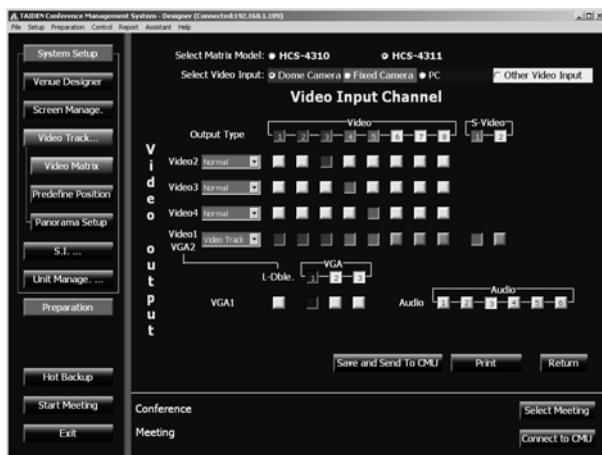 TAIDEN Conference Management System - Designer (Connected:192.168.1.109)
File Setup Preparation Control Report Assistant Help
System Setup
Venue Designer
Screen Manage.
Video Track...
Video Matrix
Predefine Position
Panorama Setup
S.I. ...
Unit Manage. ...
Preparation
Hot Backup
Start Meeting
Exit
Select Matrix Model: HCS-4310 HCS-4311
Select Video Input: Dome Camera Fixed Camera PC Other Video Input
Video Input Channel
Video output
Video S-Video
Output Type 1 2 3 4 5 6 7 8 1 2
Video2 Normal
Video3 Normal
Video4 Normal
Video1 Video Track
VGA2
VGA
L-Dble. 1 2 3
Audio
VGA1 Audio 1 2 3 4 5 6
Save and Send To CMU Print Return
Conference
Meeting
Select Meeting
Connect to CMU